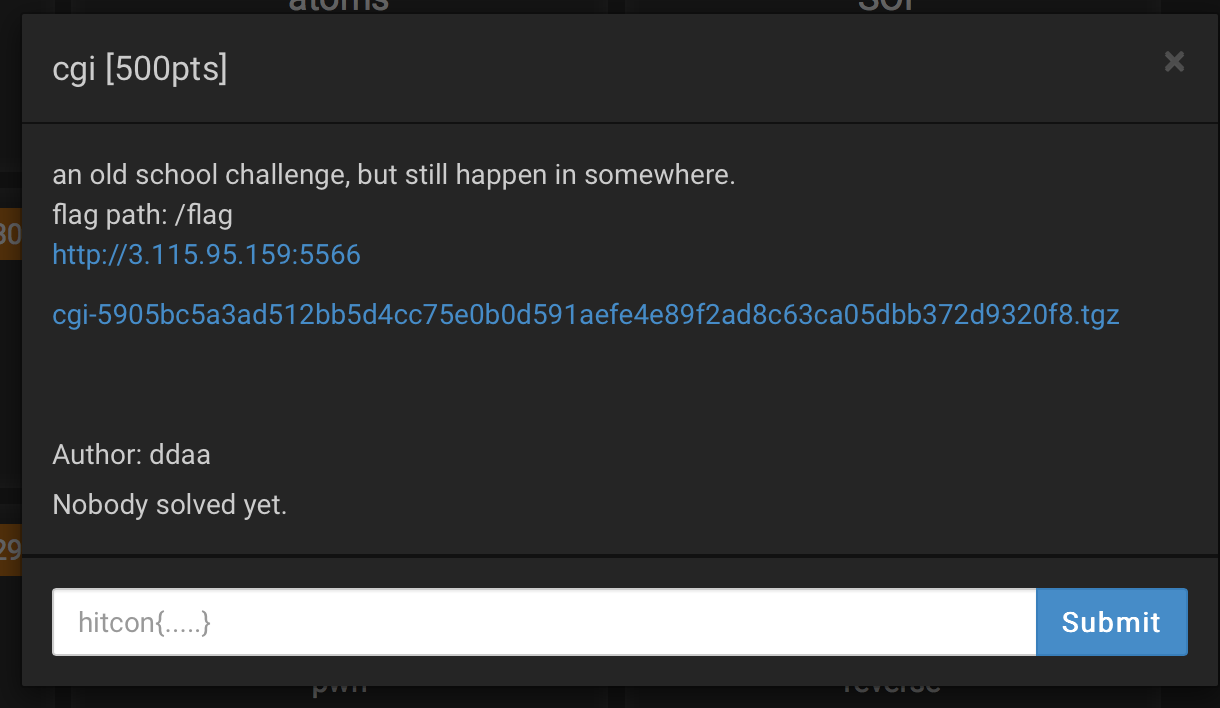 atoms
SOP
cgi [500pts]
×
an old school challenge, but still happen in somewhere.
flag path: /flag
http://3.115.95.159:5566
30
cgi-5905bc5a3ad512bb5d4cc75e0b0d591aefe4e89f2ad8c63ca05dbb372d9320f8.tgz
Author: ddaa
Nobody solved yet.
29
hitcon{.....}
Submit
pwn
reverse